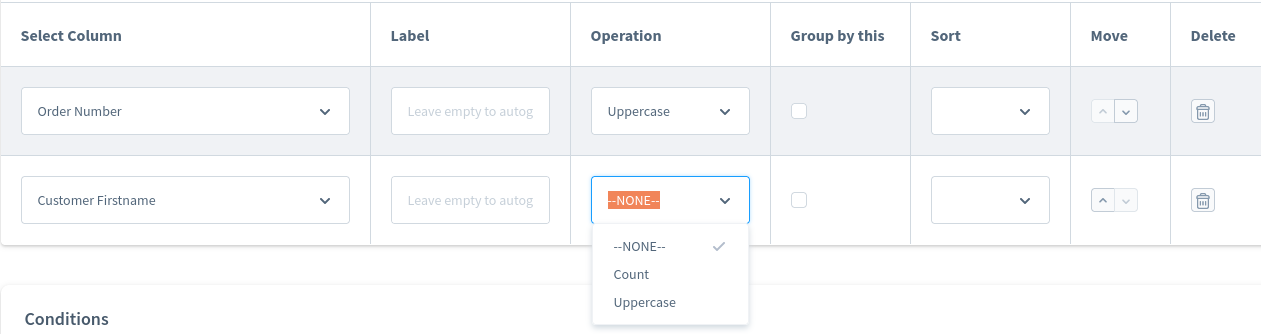 Select Column Label Operation Group by this Sort Move Delete
Order Number Leave empty to autog Uppercase
Customer Firstname Leave empty to autog --NONE--
--NONE--
Count
Uppercase
Conditions